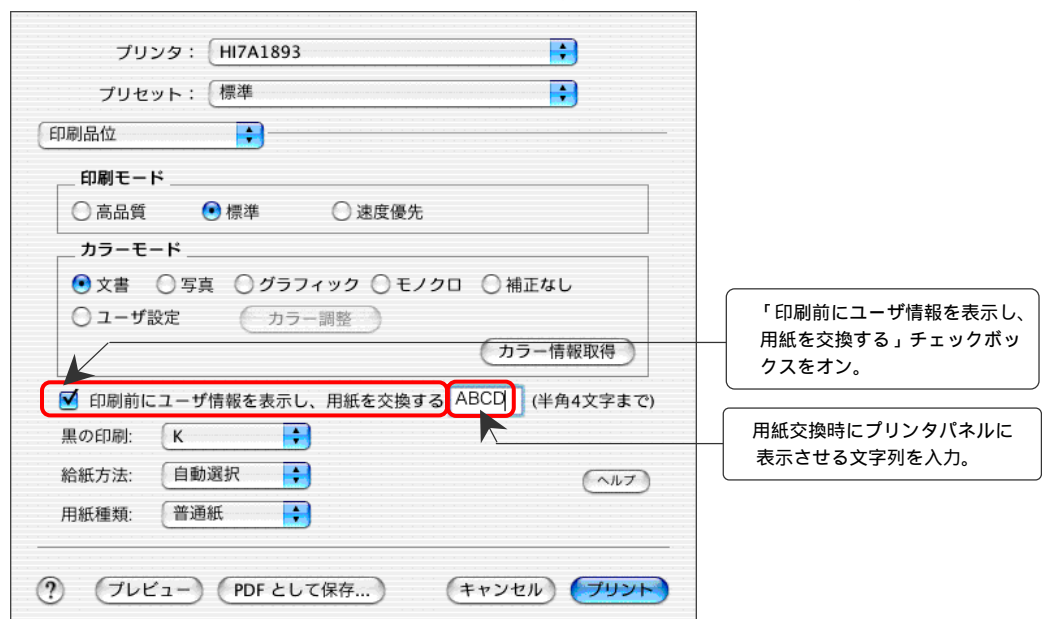 プリンタ： HI7A1893
プリセット： 標準
印刷品位
印刷モード
高品質 標準 速度優先
カラーモード
文書 写真 グラフィック モノクロ 補正なし
ユーザ設定 カラー調整
カラー情報取得
「印刷前にユーザ情報を表示し、
用紙を交換する」チェックボッ
クスをオン。
印刷前にユーザ情報を表示し、用紙を交換する ABCD (半角4文字まで)
用紙交換時にプリンタパネルに
表示させる文字列を入力。
黒の印刷: K
給紙方法: 自動選択
ヘルプ
用紙種類: 普通紙
? プレビュー PDF として保存... キャンセル プリント